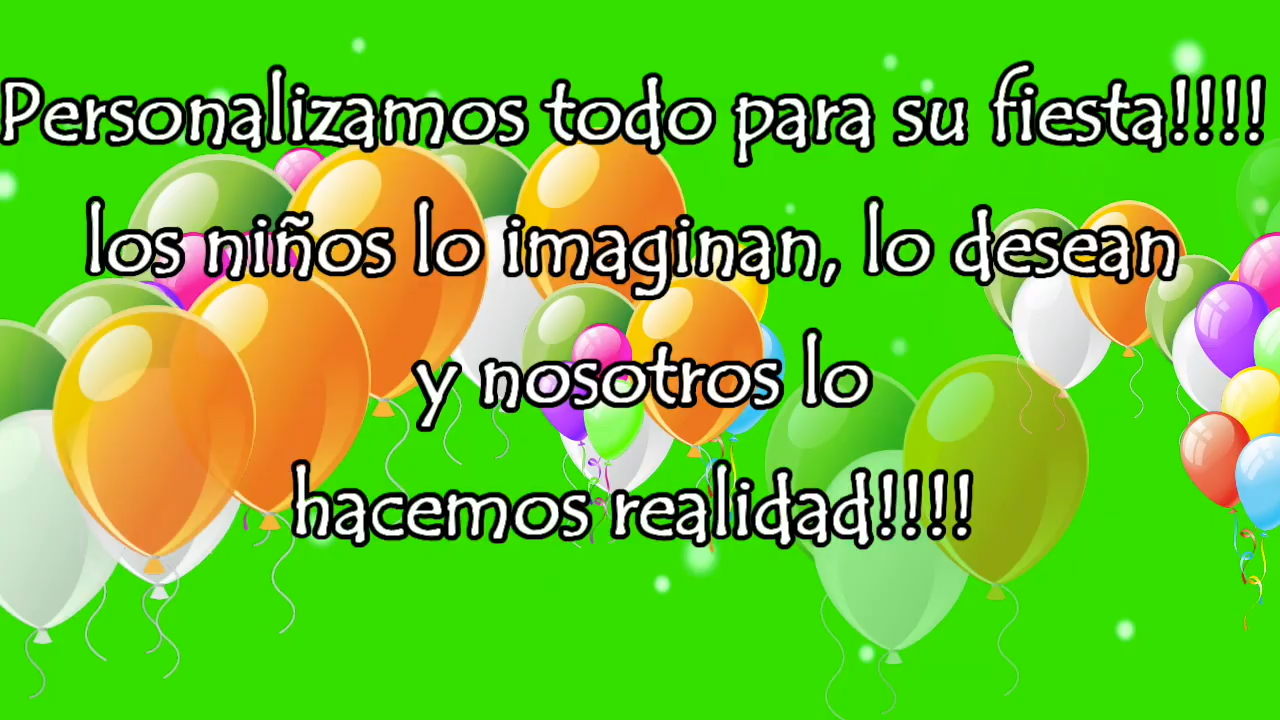 Personalizamos todo para su fiesta!!!!
los niños lo imaginan, lo desean
y nosotros lo
hacemos realidad!!!!